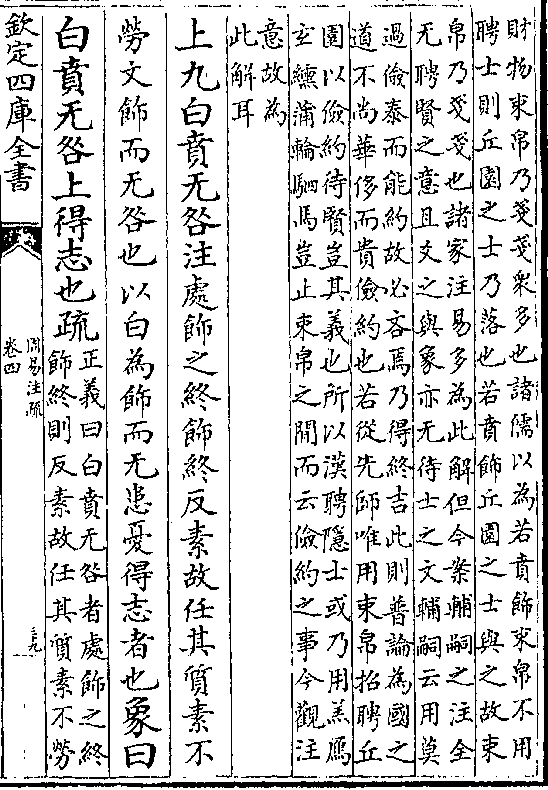 財物束帛乃戔戔衆多也諸儒以為若賁飾束帛不用
聘士則丘園之士乃落也若賁飾丘園之士與之故束
帛乃戔戔也諸家注易多為此解但今案輔嗣之注全
无聘賢之意且爻之與象亦无待士之文輔嗣云用莫
過儉泰而能約故必吝焉乃得終吉此則普論為國之
道不尚華侈而貴儉約也若從先師唯用束帛招聘丘
園以儉約待賢豈其義也所以漢聘隱士或乃用羔鴈
玄纁蒲輪駟馬豈止束帛之間而云儉約之事今觀注
意故為
此解耳
上九白賁无咎注處飾之終飾終反素故任其質素不
勞文飾而无咎也以白為飾而无患憂得志者也象曰
白賁无咎上得志也疏正義曰白賁无咎者處飾之終
飾終則反素故任其質素不勞
欽定四庫全書
周易注疏
卷四
三九